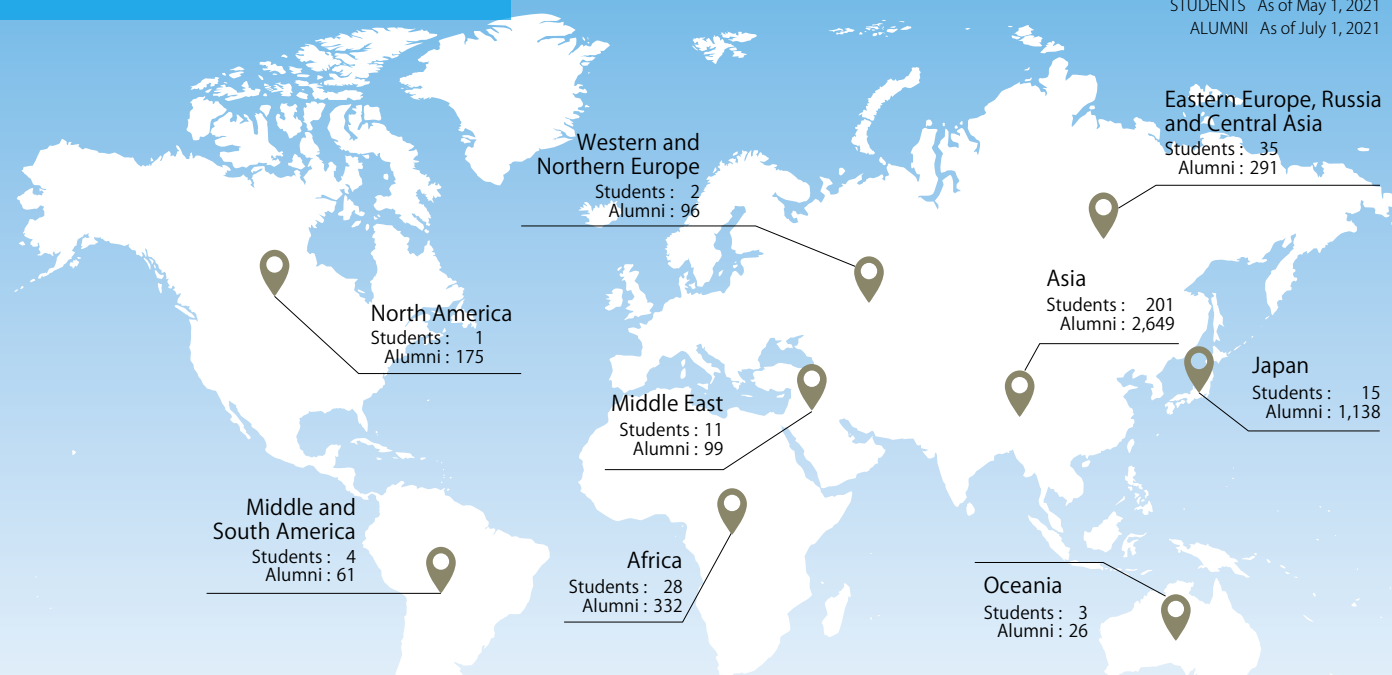 STUDENTS As of May 1, 2021
ALUMNI As of July 1, 2021
Eastern Europe, Russia
and Central Asia
Students : 35
Alumni : 291
Western and
Northern Europe
Students : 2
Alumni : 96
Asia
Students : 201
Alumni : 2,649
North America
Students : 1
Alumni : 175
Japan
Students : 15
Alumni : 1,138
Middle East
Students : 11
Alumni : 99
Middle and
South America
Students : 4
Alumni : 61
Africa
Students : 28
Alumni : 332
Oceania
Students : 3
Alumni : 26